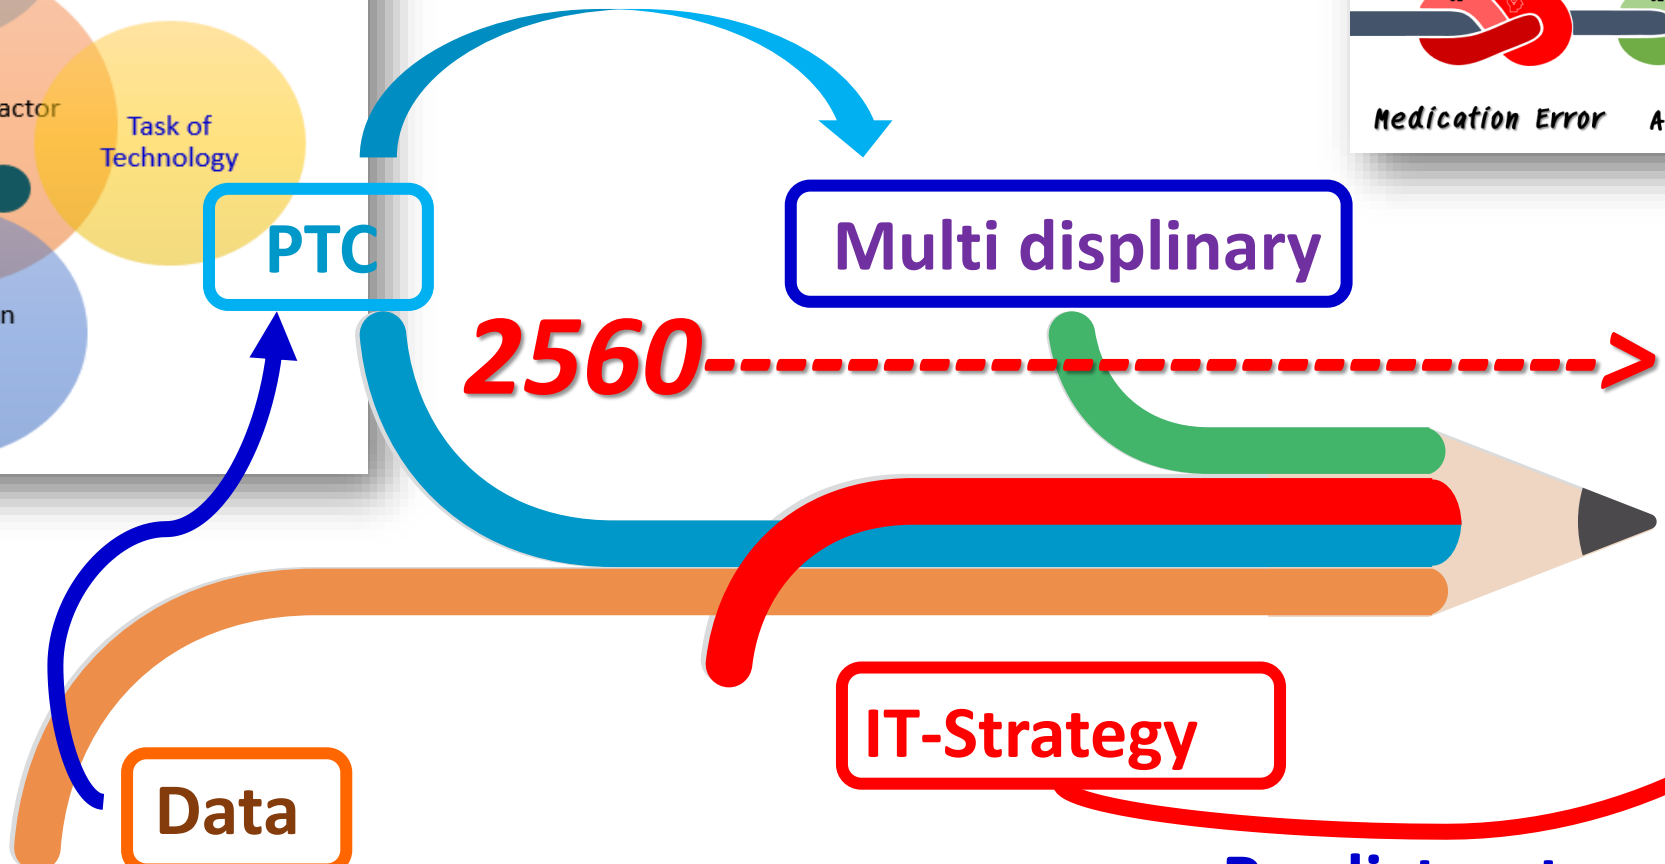 actor
Task of
Technology
Medication Error
PTC
Multi displinary
n
2560--------------------------->
IT-Strategy
Data